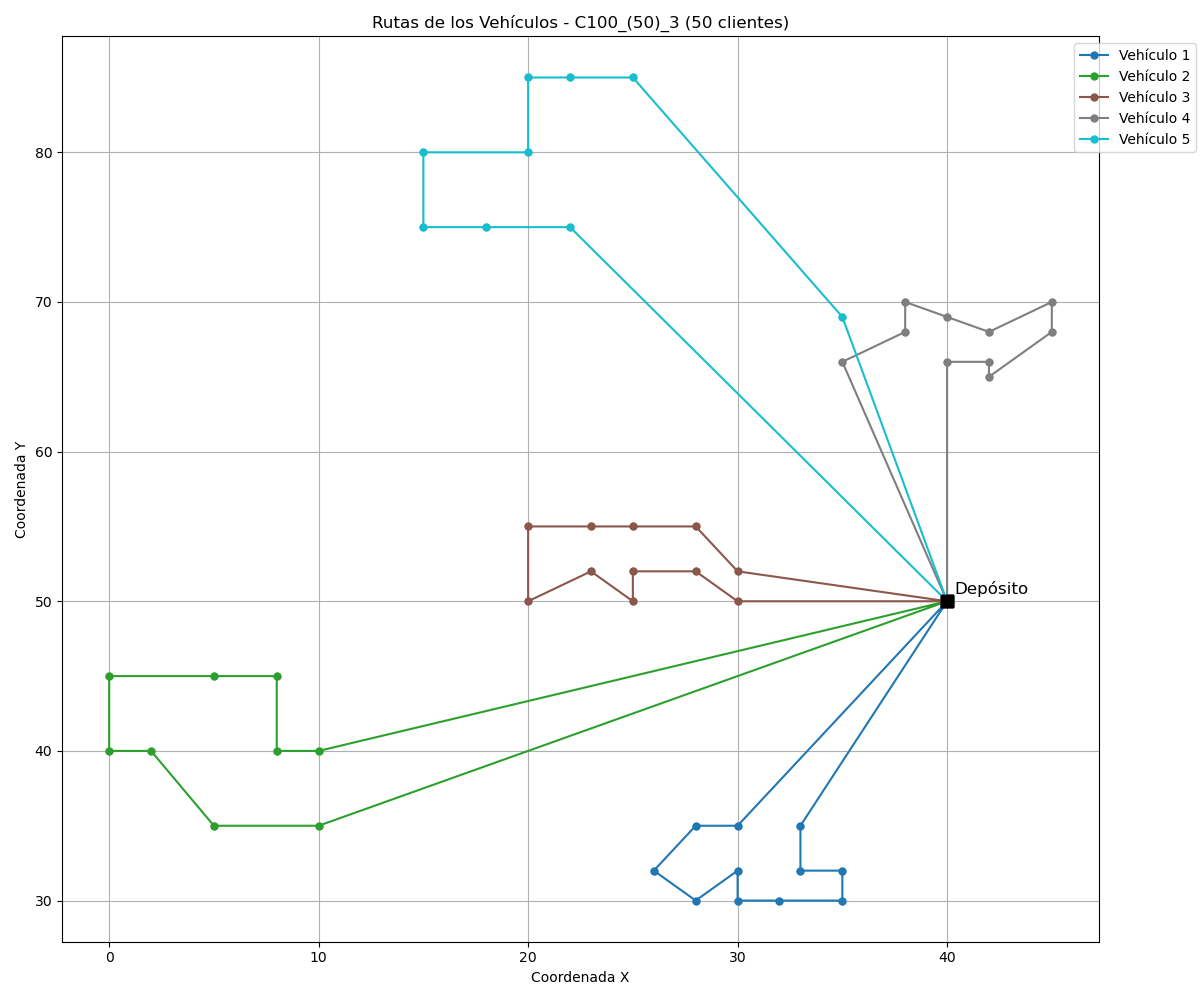 Rutas de los Vehículos - C100_(50)_3 (50 clientes)
Vehículo 1
Vehículo 2
Vehículo 3
Vehículo 4
Vehículo 5
80
70
60
50
40
30
Coordenada Y
Depósito
0 10 20 30 40
Coordenada X